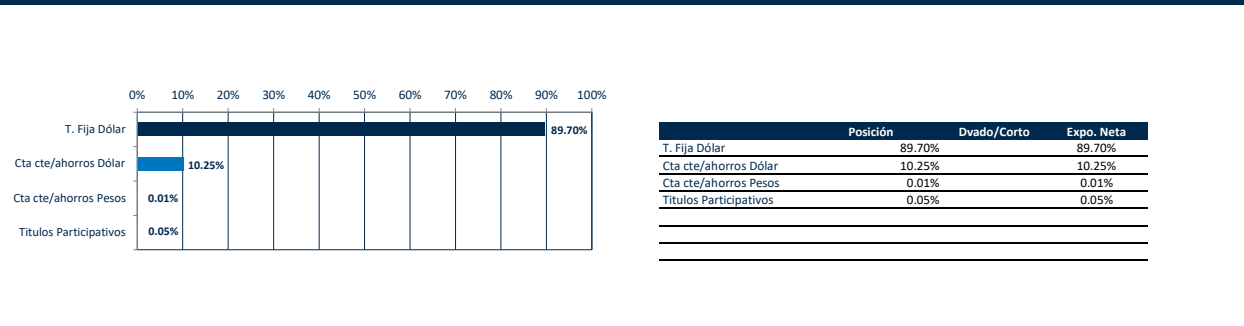 0% 10% 20% 30% 40% 50% 60% 70% 80% 90% 100%
T. Fija Dólar 89.70%
Cta cte/ahorros Dólar 10.25%
Cta cte/ahorros Pesos 0.01%
Titulos Participativos 0.05%
Posición Dvado/Corto Expo. Neta
T. Fija Dólar 89.70% 89.70%
Cta cte/ahorros Dólar 10.25% 10.25%
Cta cte/ahorros Pesos 0.01% 0.01%
Titulos Participativos 0.05% 0.05%